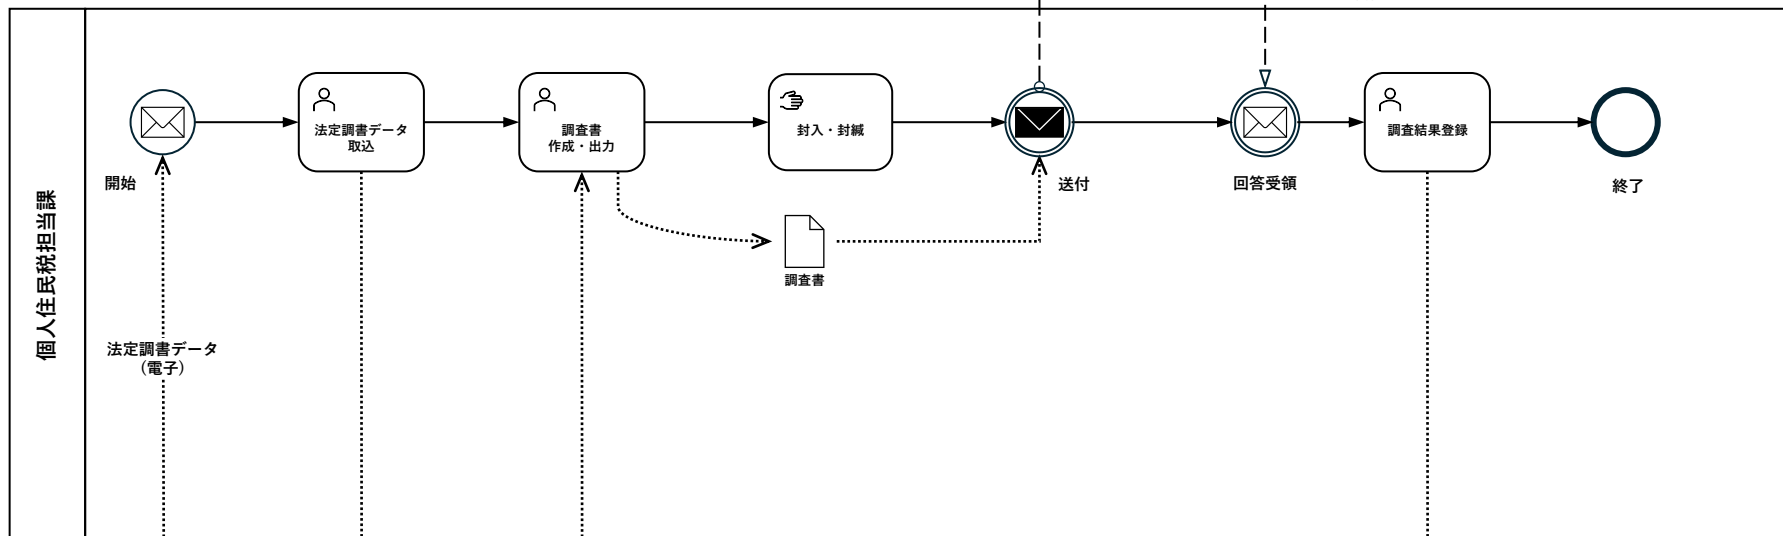 個人住民税担当課
開始
法定調書データ
取込
調査書
作成・出力
封入・封緘
送付
回答受領
調査結果登録
終了
調査書
法定調書データ
（電子）